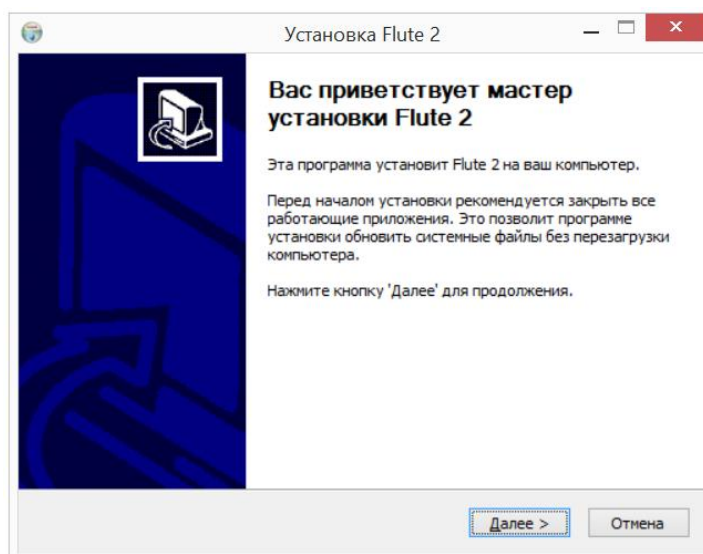 Установка Flute 2
Вас приветствует мастер
установки Flute 2
Эта программа установит Flute 2 на ваш компьютер.
Перед началом установки рекомендуется закрыть все
работающие приложения. Это позволит программе
установки обновить системные файлы без перезагрузки
компьютера.
Нажмите кнопку 'Далее' для продолжения.
Далее >
Отмена